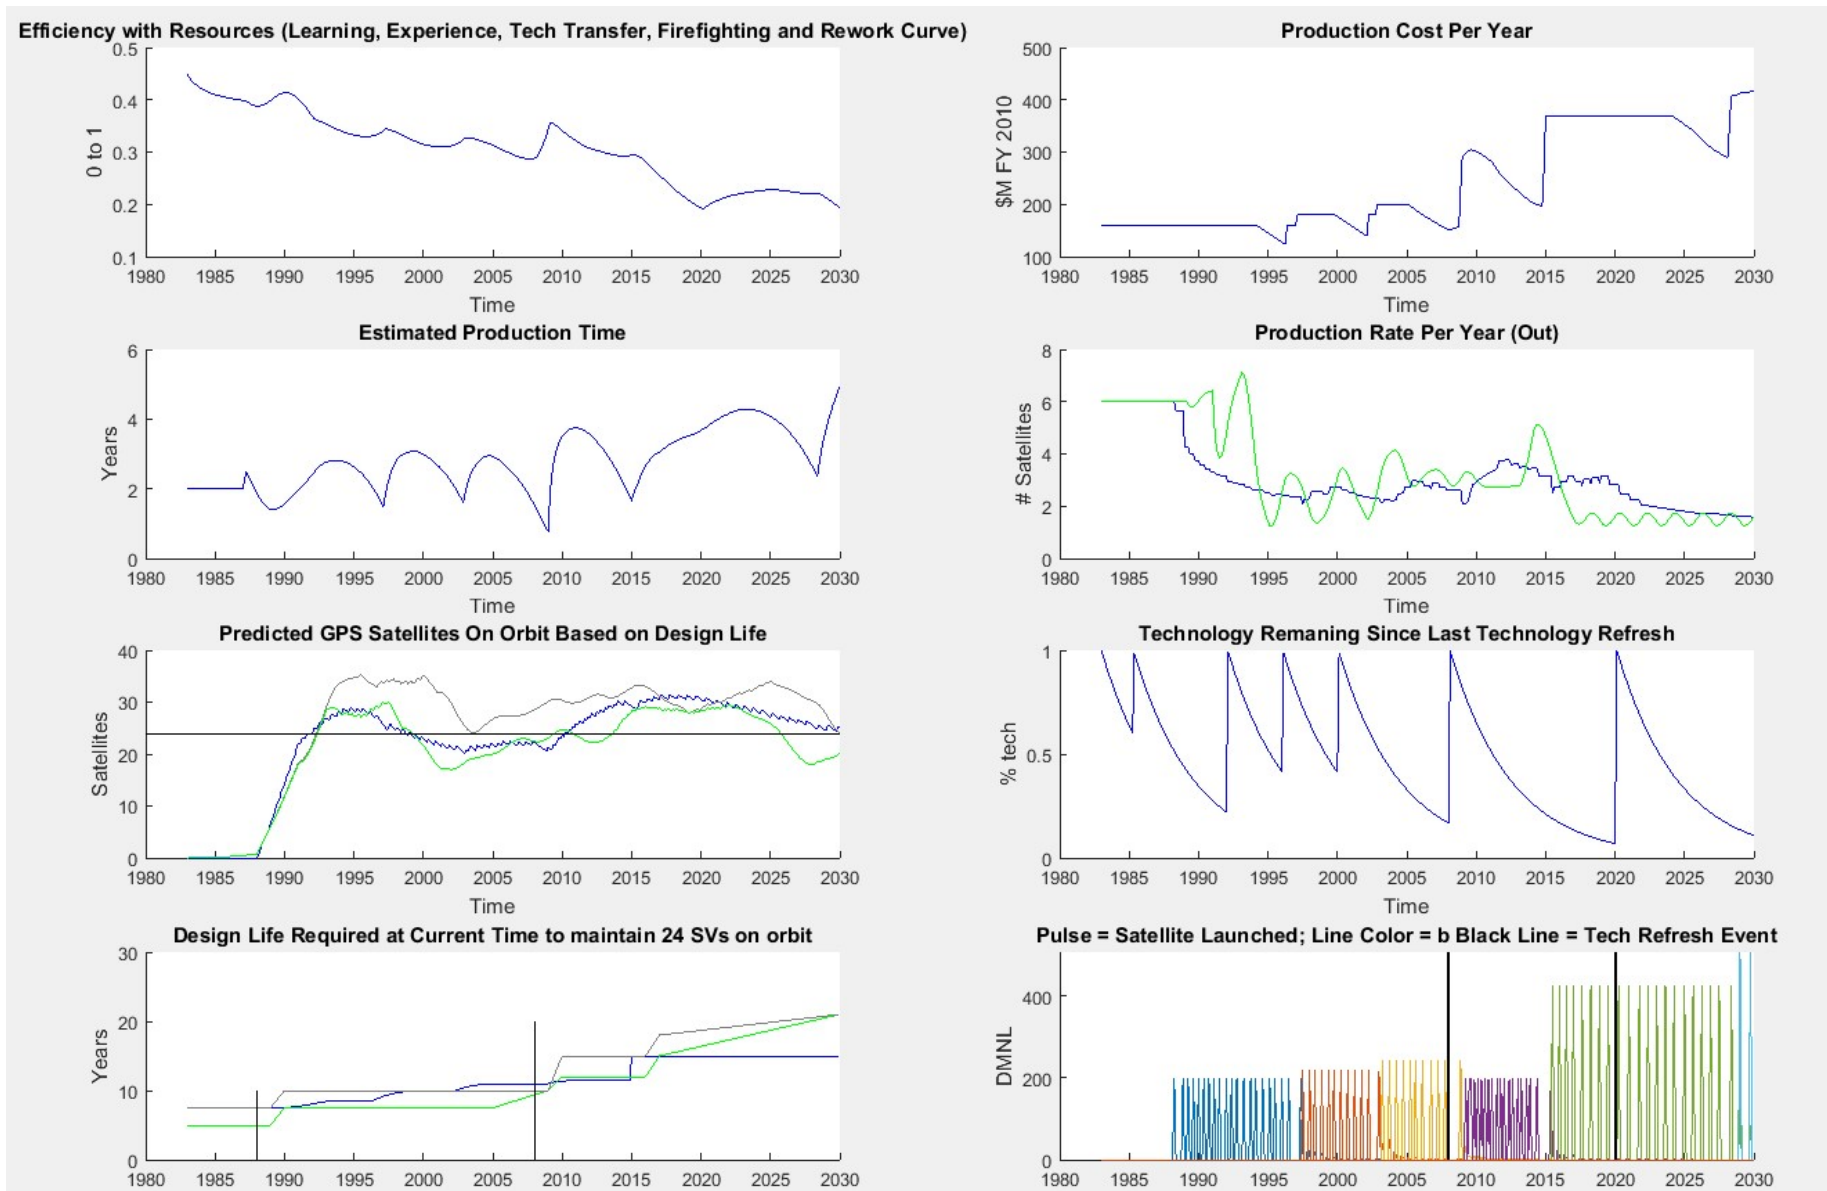 Efficiency with Resources (Learning, Experience, Tech Transfer, Firefighting and Rework Curve)
0.5
0.4
0.3
0.2
0.1
0 to 1
1980 1985 1990 1995 2000 2005 2010 2015 2020 2025 2030
Time
Production Cost Per Year
500
400
300
200
100
$M FY 2010
1980 1985 1990 1995 2000 2005 2010 2015 2020 2025 2030
Time
Estimated Production Time
6
4
2
0
Years
1980 1985 1990 1995 2000 2005 2010 2015 2020 2025 2030
Time
Production Rate Per Year (Out)
8
6
4
2
0
# Satellites
1980 1985 1990 1995 2000 2005 2010 2015 2020 2025 2030
Time
Predicted GPS Satellites On Orbit Based on Design Life
40
30
20
10
0
Satellites
1980 1985 1990 1995 2000 2005 2010 2015 2020 2025 2030
Time
Technology Remaning Since Last Technology Refresh
1
0.5
0
% tech
1980 1985 1990 1995 2000 2005 2010 2015 2020 2025 2030
Time
Design Life Required at Current Time to maintain 24 SVs on orbit
30
20
10
0
Years
1980 1985 1990 1995 2000 2005 2010 2015 2020 2025 2030
Pulse = Satellite Launched; Line Color = b Black Line = Tech Refresh Event
400
200
0
DMNL
1980 1985 1990 1995 2000 2005 2010 2015 2020 2025 2030